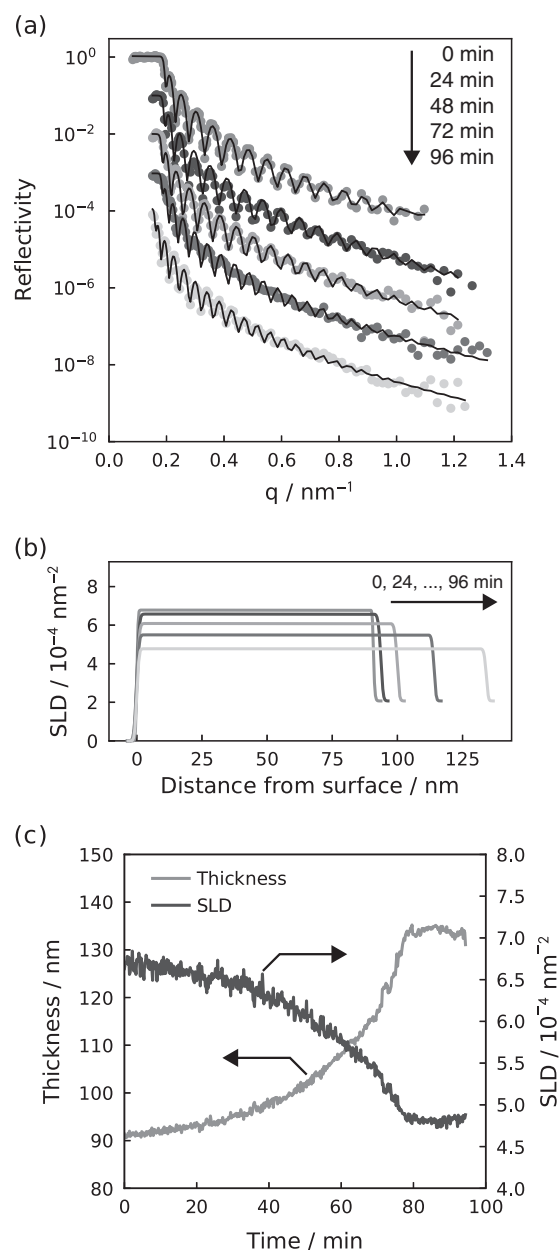 (a)
10⁰
10⁻²
10⁻⁴
10⁻⁶
10⁻⁸
10⁻¹⁰
Reflectivity
0 min
24 min
48 min
72 min
96 min
0.0 0.2 0.4 0.6 0.8 1.0 1.2 1.4
q / nm⁻¹
(b)
8
6
4
2
0
SLD / 10⁻⁴ nm⁻²
0, 24, ..., 96 min
0 25 50 75 100 125
Distance from surface / nm
(c)
150
140
130
120
110
100
90
80
Thickness / nm
Thickness
SLD
8.0
7.5
7.0
6.5
6.0
5.5
5.0
4.5
4.0
SLD / 10⁻⁴ nm⁻²
0 20 40 60 80 100
Time / min